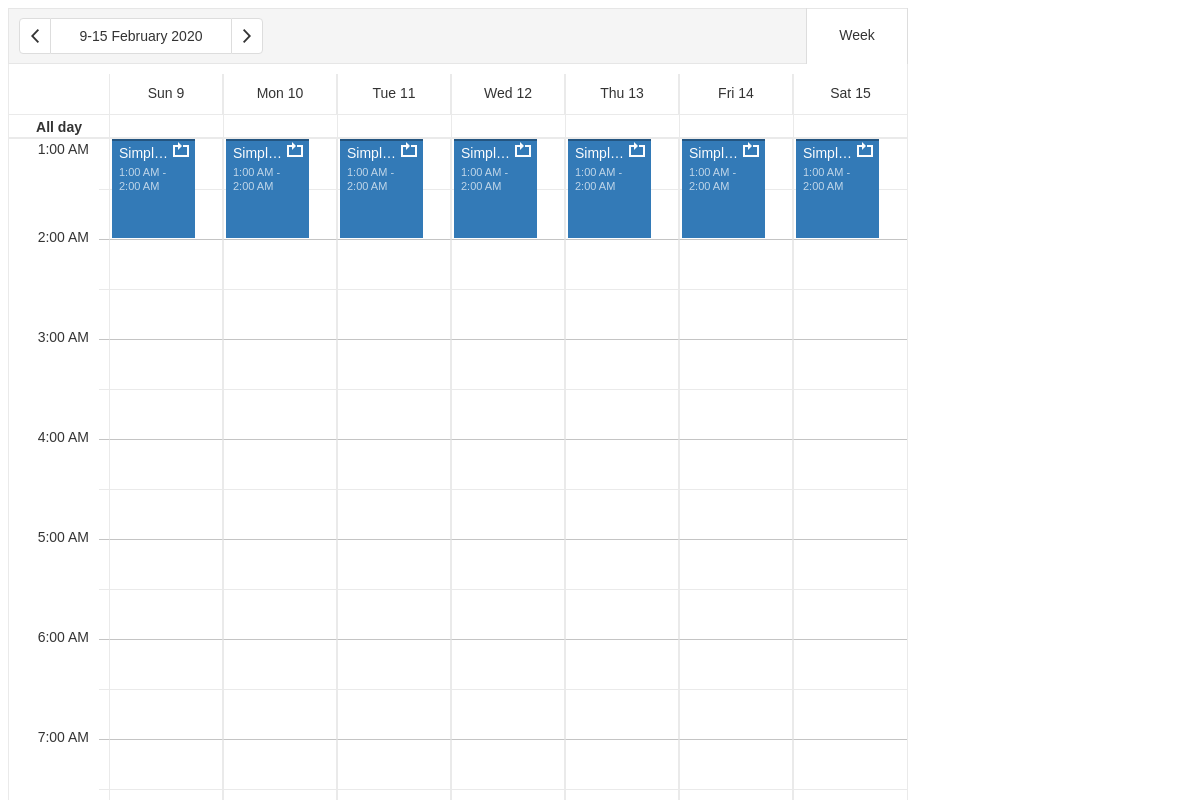 9-15 February 2020
Week
Sun 9
Mon 10
Tue 11
Wed 12
Thu 13
Fri 14
Sat 15
All day
1:00 AM
Simpl…
1:00 AM -
2:00 AM
Simpl…
1:00 AM -
2:00 AM
Simpl…
1:00 AM -
2:00 AM
Simpl…
1:00 AM -
2:00 AM
Simpl…
1:00 AM -
2:00 AM
Simpl…
1:00 AM -
2:00 AM
Simpl…
1:00 AM -
2:00 AM
2:00 AM
3:00 AM
4:00 AM
5:00 AM
6:00 AM
7:00 AM